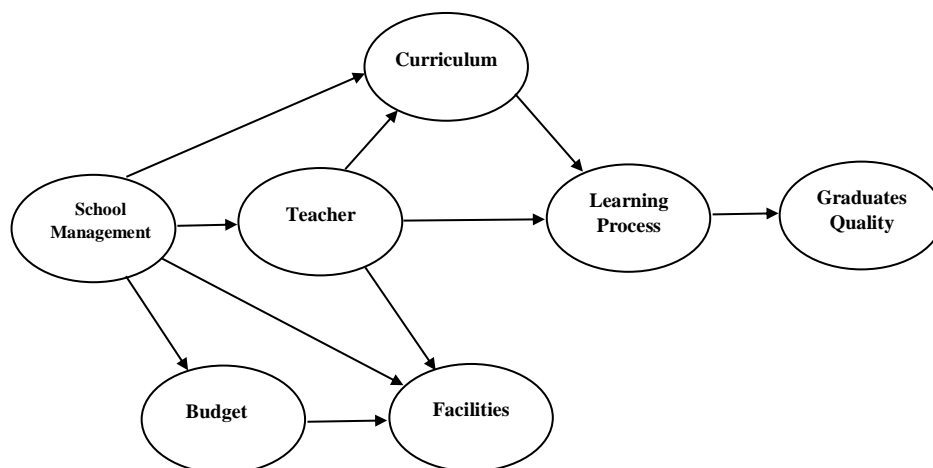 Curriculum
School
Management
Teacher
Learning
Process
Graduates
Quality
Budget
Facilities